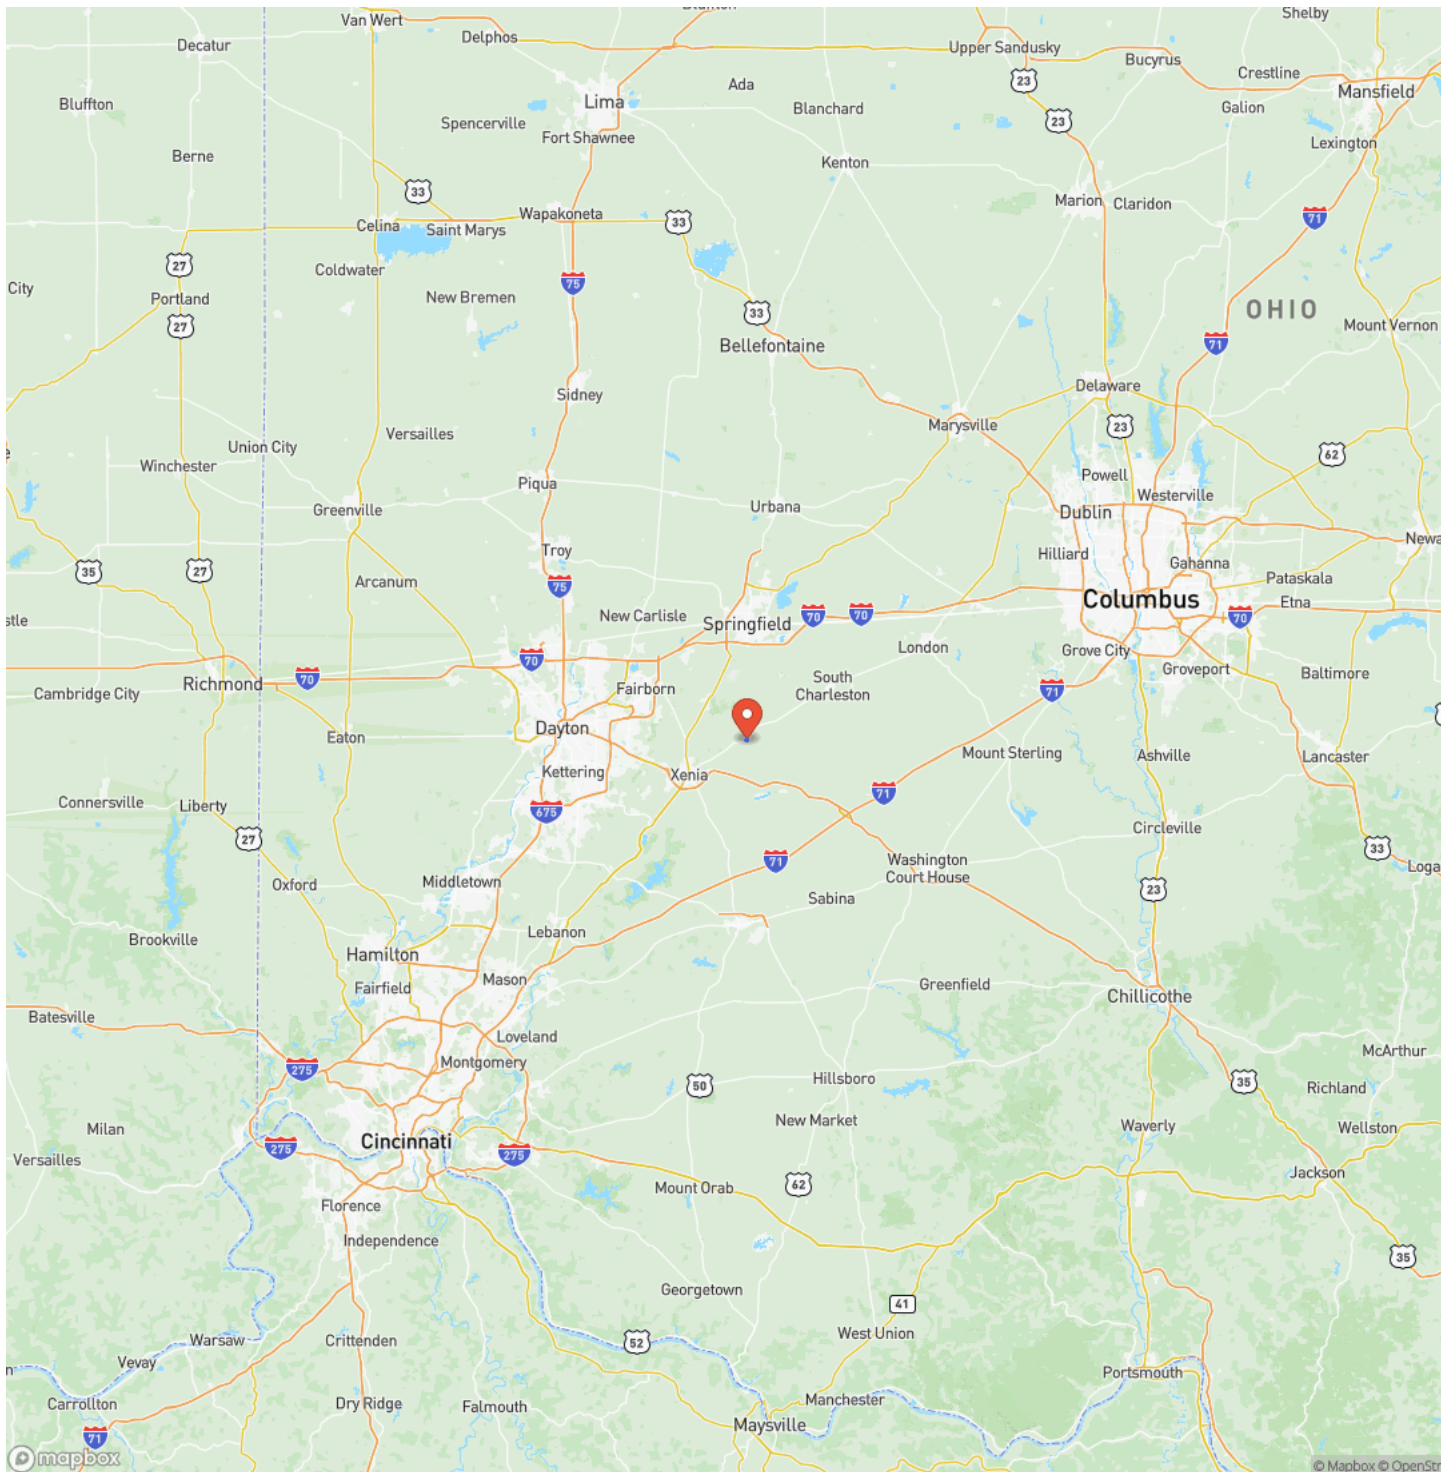 Van Wert
Delphos
Shelby
Decatur
Upper Sandusky
Bucyrus
23
Crestline
Mansfield
Bluffton
Lima
Ada
Blanchard
Galion
Spencerville
Fort Shawnee
23
Lexington
Berne
Kenton
33
Marion
Claridon
Wapakoneta
33
71
Celina
Saint Marys
27
Coldwater
75
City
Portland
New Bremen
33
OHIO
27
Mount Vernon
Bellefontaine
71
Sidney
Delaware
Versailles
Marysville
23
Union City
62
Winchester
Powell
Piqua
Westerville
Greenville
Urbana
Dublin
Troy
Hilliard
Gahanna
35
27
Arcanum
75
Pataskala
New Carlisle
Columbus
Etna
Springfield
70
70
70
London
Grove City
70
Groveport
Baltimore
Richmond
70
Cambridge City
Fairborn
South
Charleston
71
Dayton
Eaton
Mount Sterling
Ashville
Lancaster
Kettering
Xenia
Connersville
Liberty
71
675
27
Circleville
33
71
Washington
Court House
Middletown
Oxford
23
Sabina
Lebanon
Brookville
Hamilton
Mason
Fairfield
Greenfield
Chillicothe
Batesville
Loveland
McArthur
Montgomery
275
Hillsboro
35
Richland
50
New Market
Milan
Waverly
Wellston
Cincinnati
275
275
Versailles
Jackson
62
Mount Orab
Florence
Independence
35
Georgetown
41
West Union
Warsaw
Crittenden
52
Vevay
Portsmouth
Carrollton
Dry Ridge
Falmouth
Manchester
Maysville
71
mapbox
© Mapbox © OpenStr